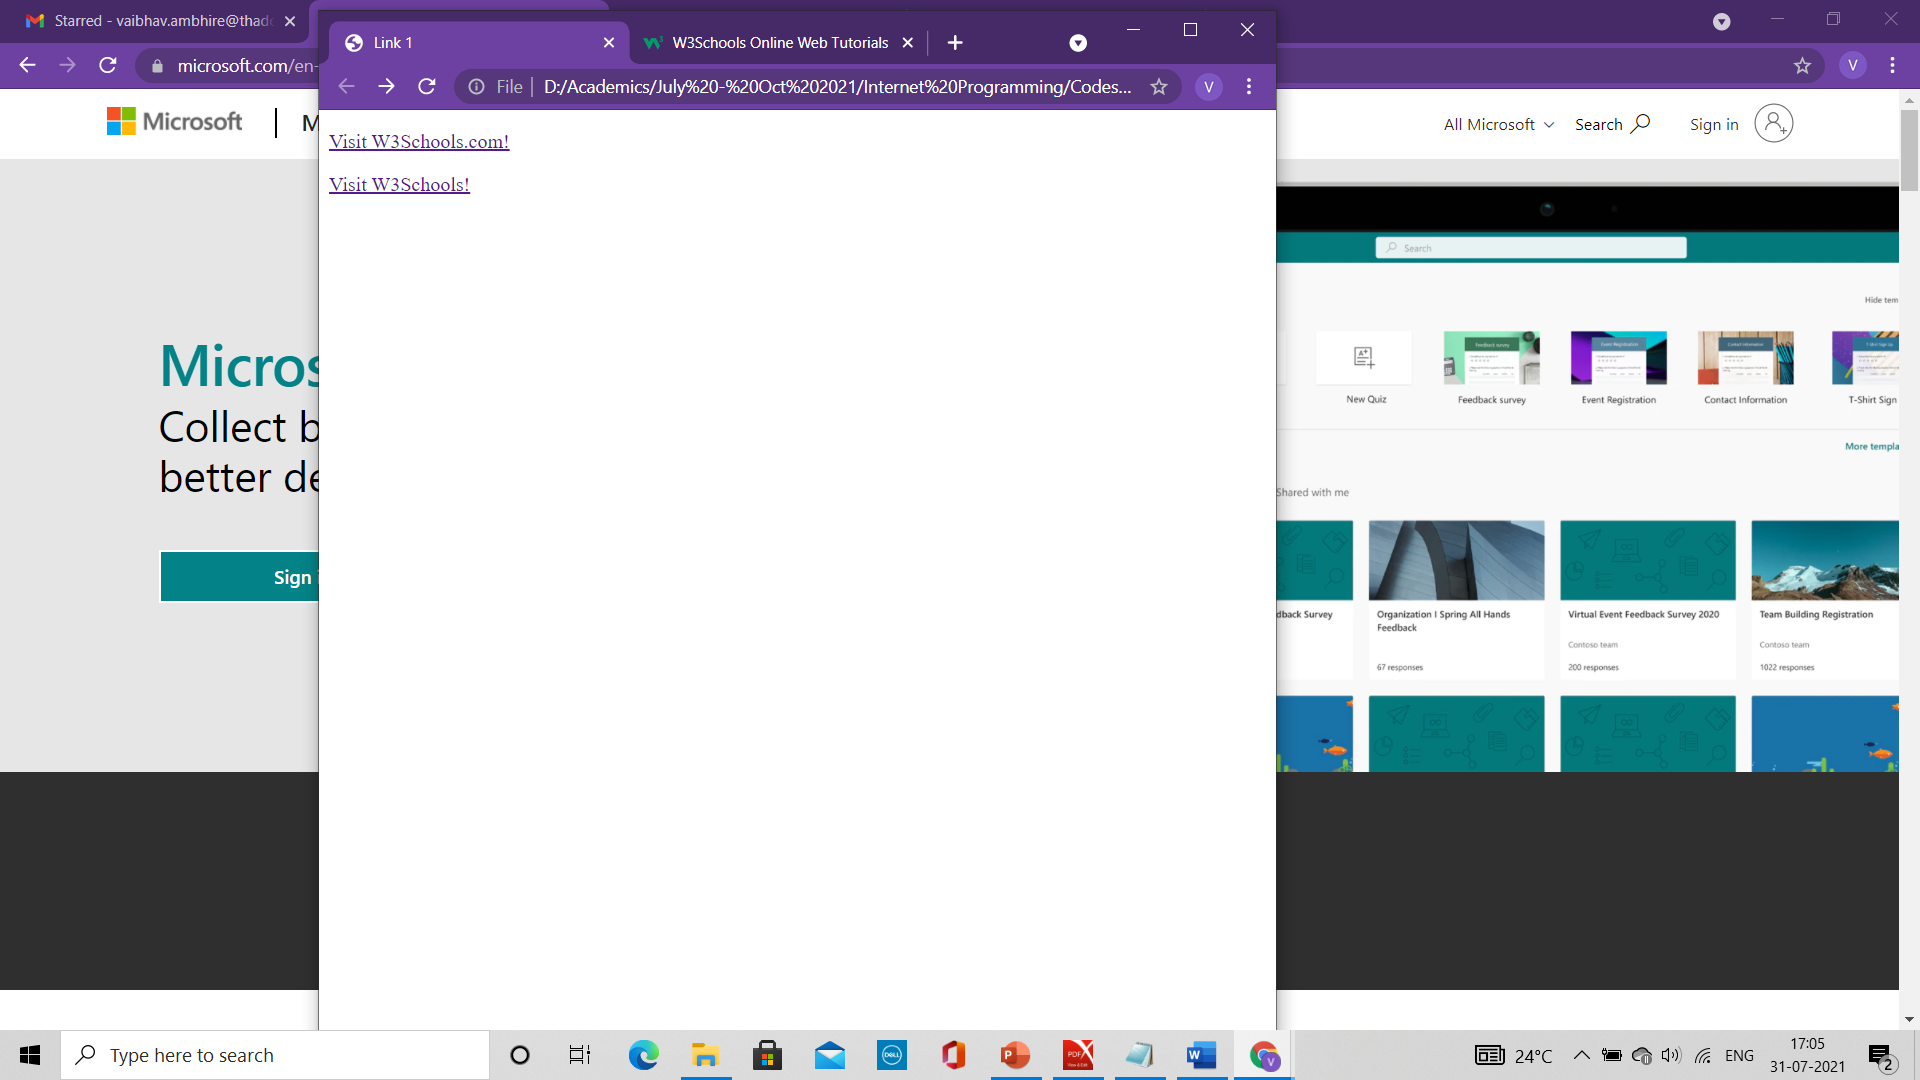 Starred - vaibhav.ambhire@thad
Link 1
W3Schools Online Web Tutorials
microsoft.com/en-
File
D:/Academics/July%20-%20Oct%202021/Internet%20Programming/Codes...
V
V
Microsoft
M
Visit W3Schools.com!
Visit W3Schools!
All Microsoft
Search
Sign in
Search
Hide tem
Micros
Collect b
better de
Sign i
New Quiz
Feedback survey
Event Registration
Contact Information
T-Shirt Sign
More templa
Shared with me
dback Survey
Organization I Spring All Hands
Feedback
67 responses
Virtual Event Feedback Survey 2020
Contoso team
200 responses
Team Building Registration
Contoso team
1022 responses
Type here to search
24°C
ENG
17:05
31-07-2021
2